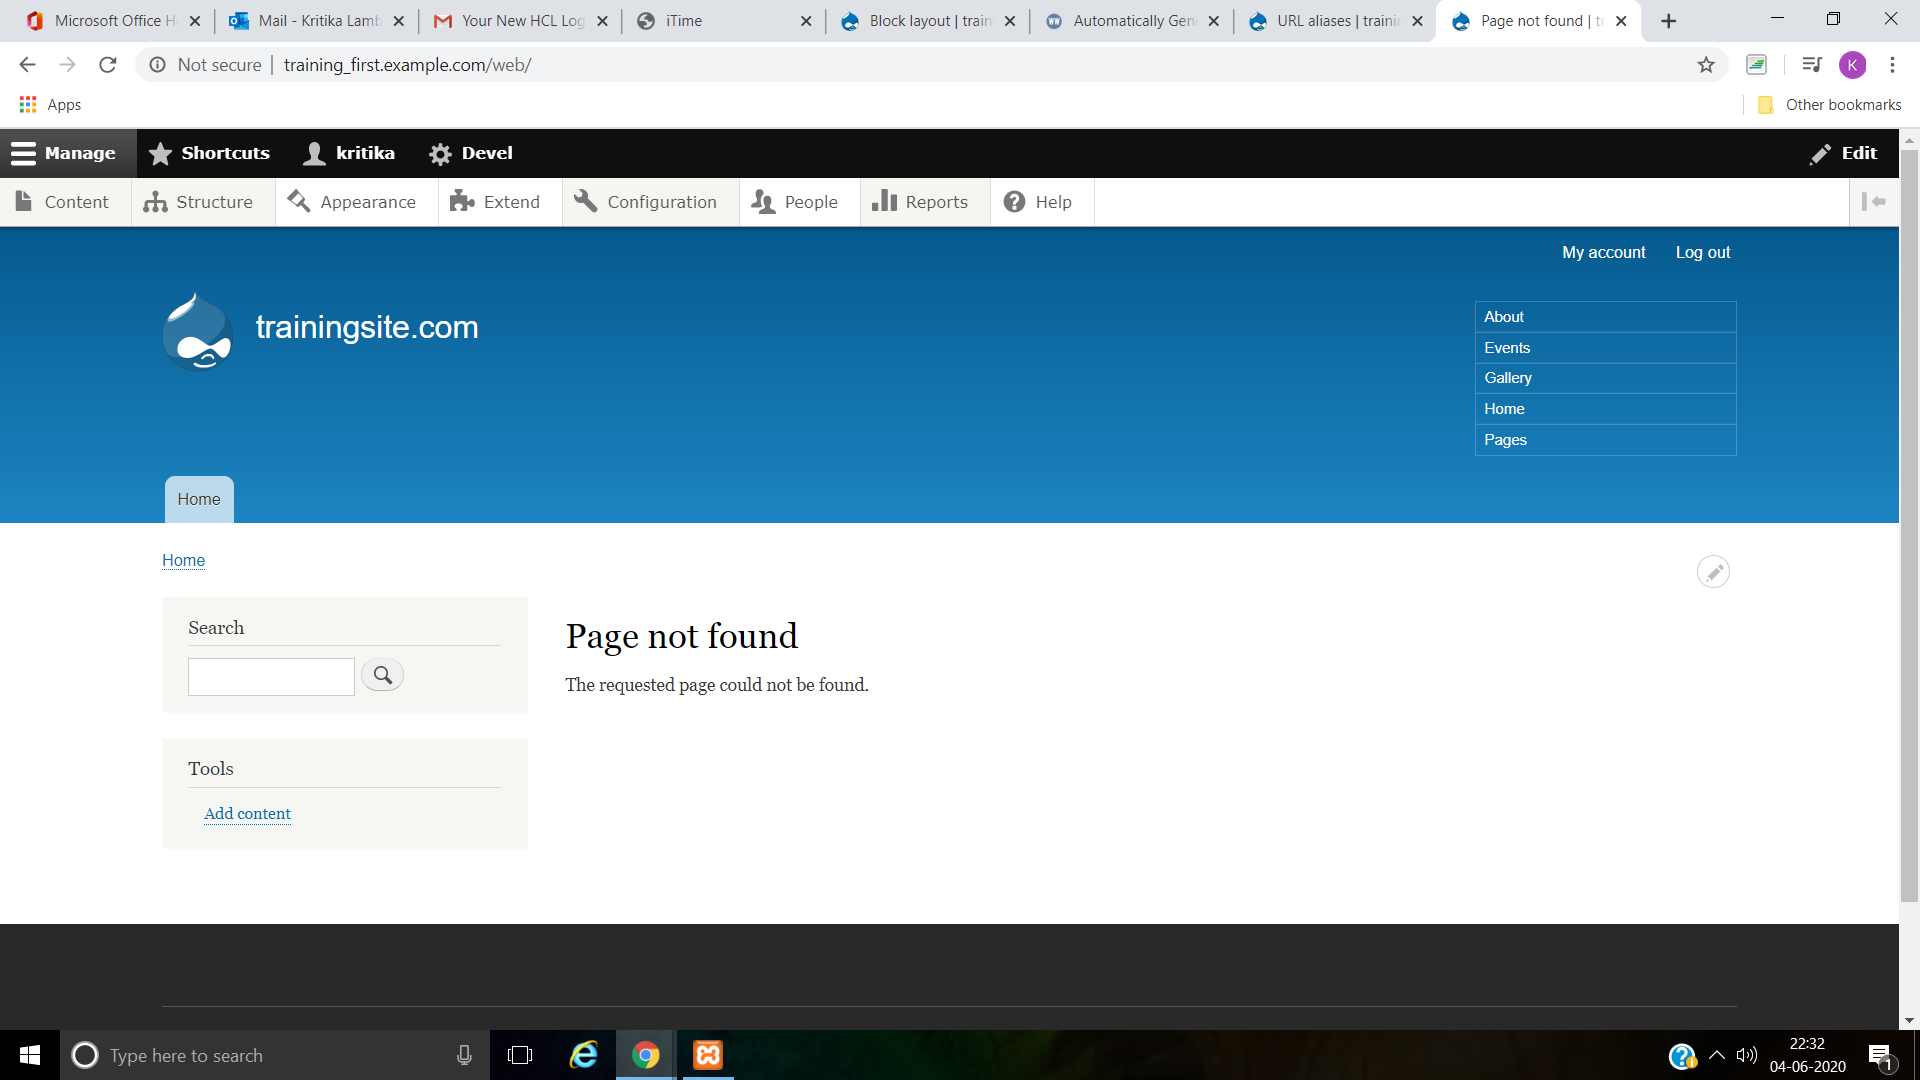 Microsoft Office H
Mail - Kritika Lamb
Your New HCL Log
iTime
Block layout | train
Automatically Gen
URL aliases | trainin
Page not found | tr
Not secure
training_first.example.com/web/
K
Apps
Other bookmarks
Manage
Shortcuts
kritika
Devel
Edit
Content
Structure
Appearance
Extend
Configuration
People
Reports
Help
My account
Log out
trainingsite.com
About
Events
Gallery
Home
Pages
Home
Home
Search
Page not found
The requested page could not be found.
Tools
Add content
Type here to search
22:32
04-06-2020
1